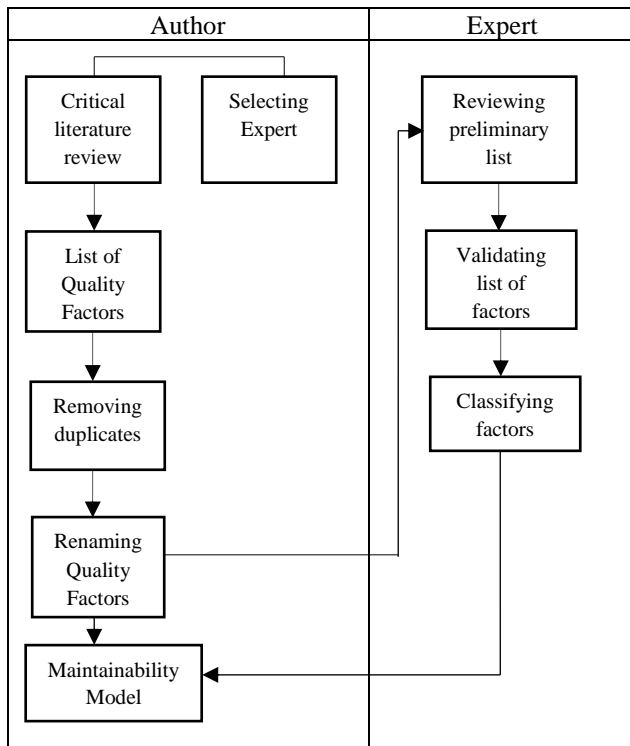 Author
Expert
Critical
literature
review
Selecting
Expert
List of
Quality
Factors
Removing
duplicates
Renaming
Quality
Factors
Maintainability
Model
Reviewing
preliminary
list
Validating
list of
factors
Classifying
factors